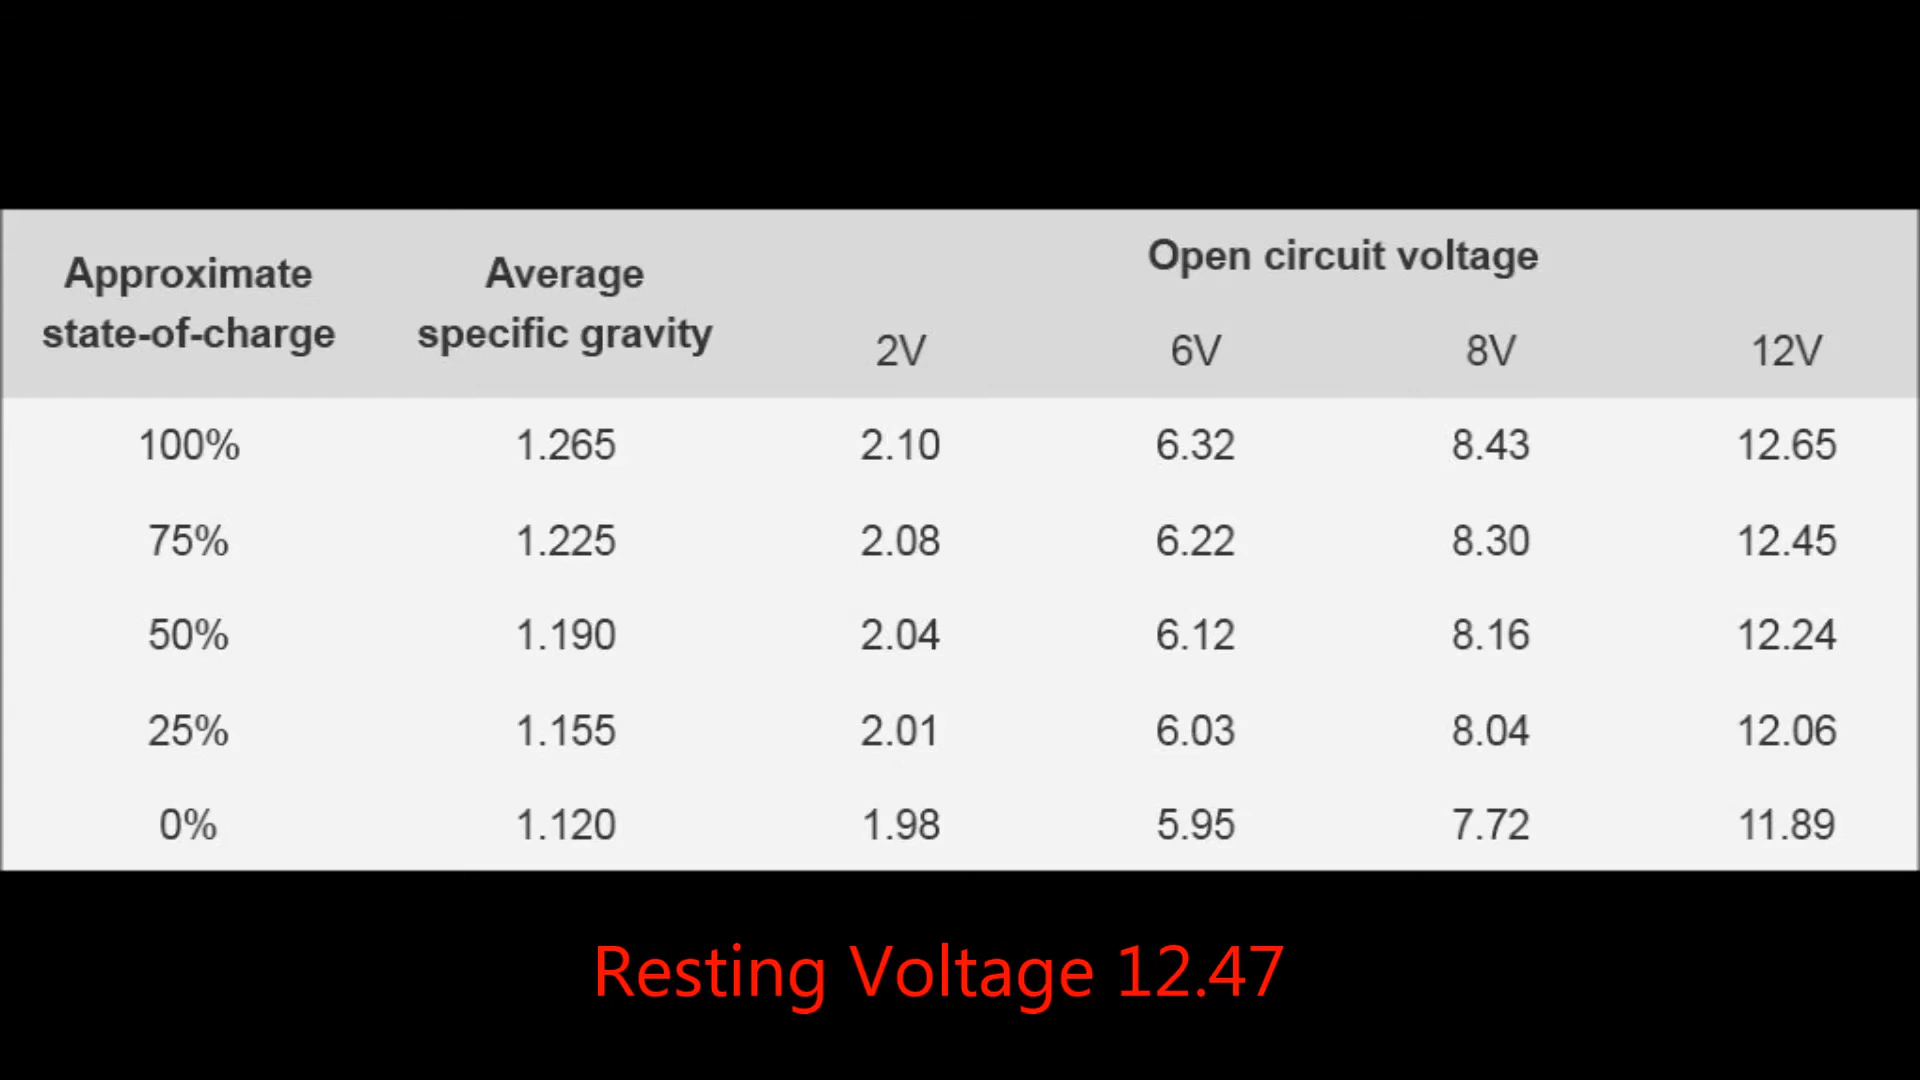 Approximate state-of-charge Average specific gravity Open circuit voltage
2V 6V 8V 12V
100% 1.265 2.10 6.32 8.43 12.65
75% 1.225 2.08 6.22 8.30 12.45
50% 1.190 2.04 6.12 8.16 12.24
25% 1.155 2.01 6.03 8.04 12.06
0% 1.120 1.98 5.95 7.72 11.89
Resting Voltage 12.47